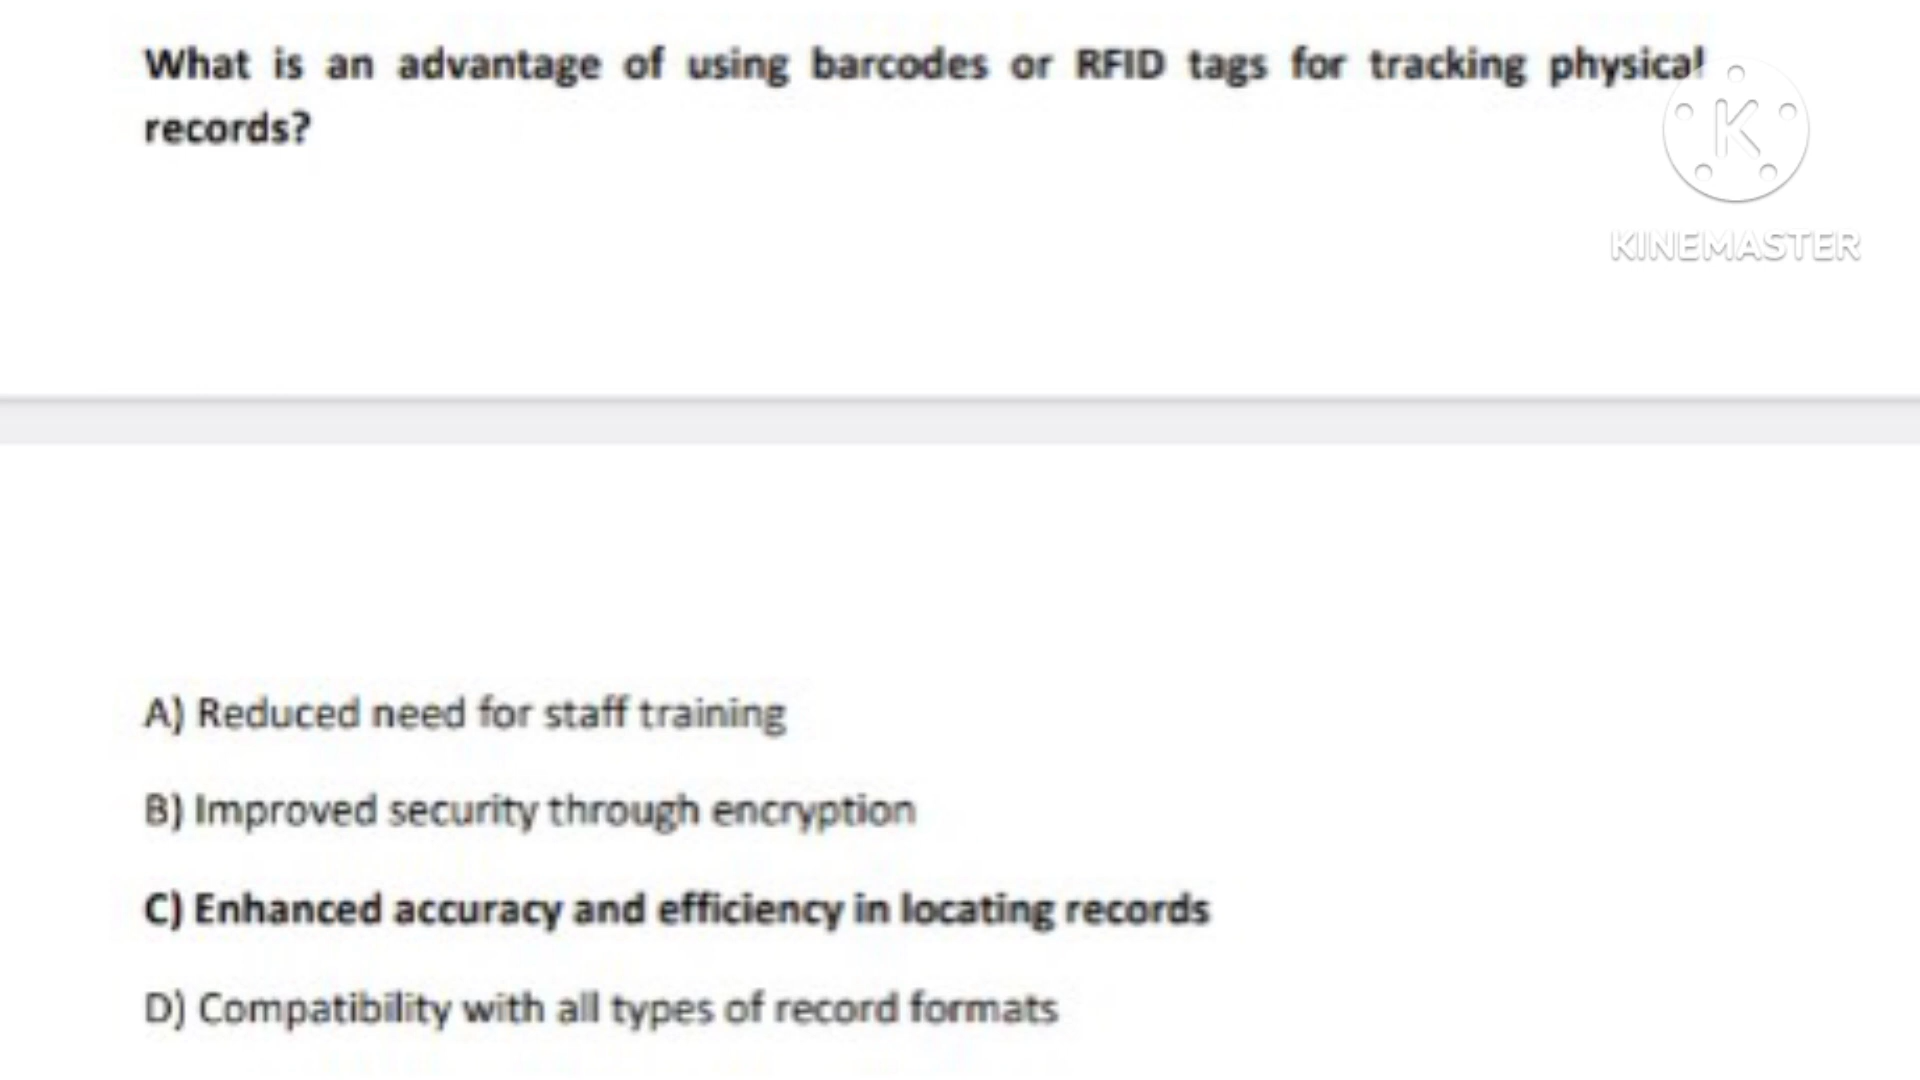 What is an advantage of using barcodes or RFID tags for tracking physical
records?
K
KINEMASTER
A) Reduced need for staff training
B) Improved security through encryption
C) Enhanced accuracy and efficiency in locating records
D) Compatibility with all types of record formats